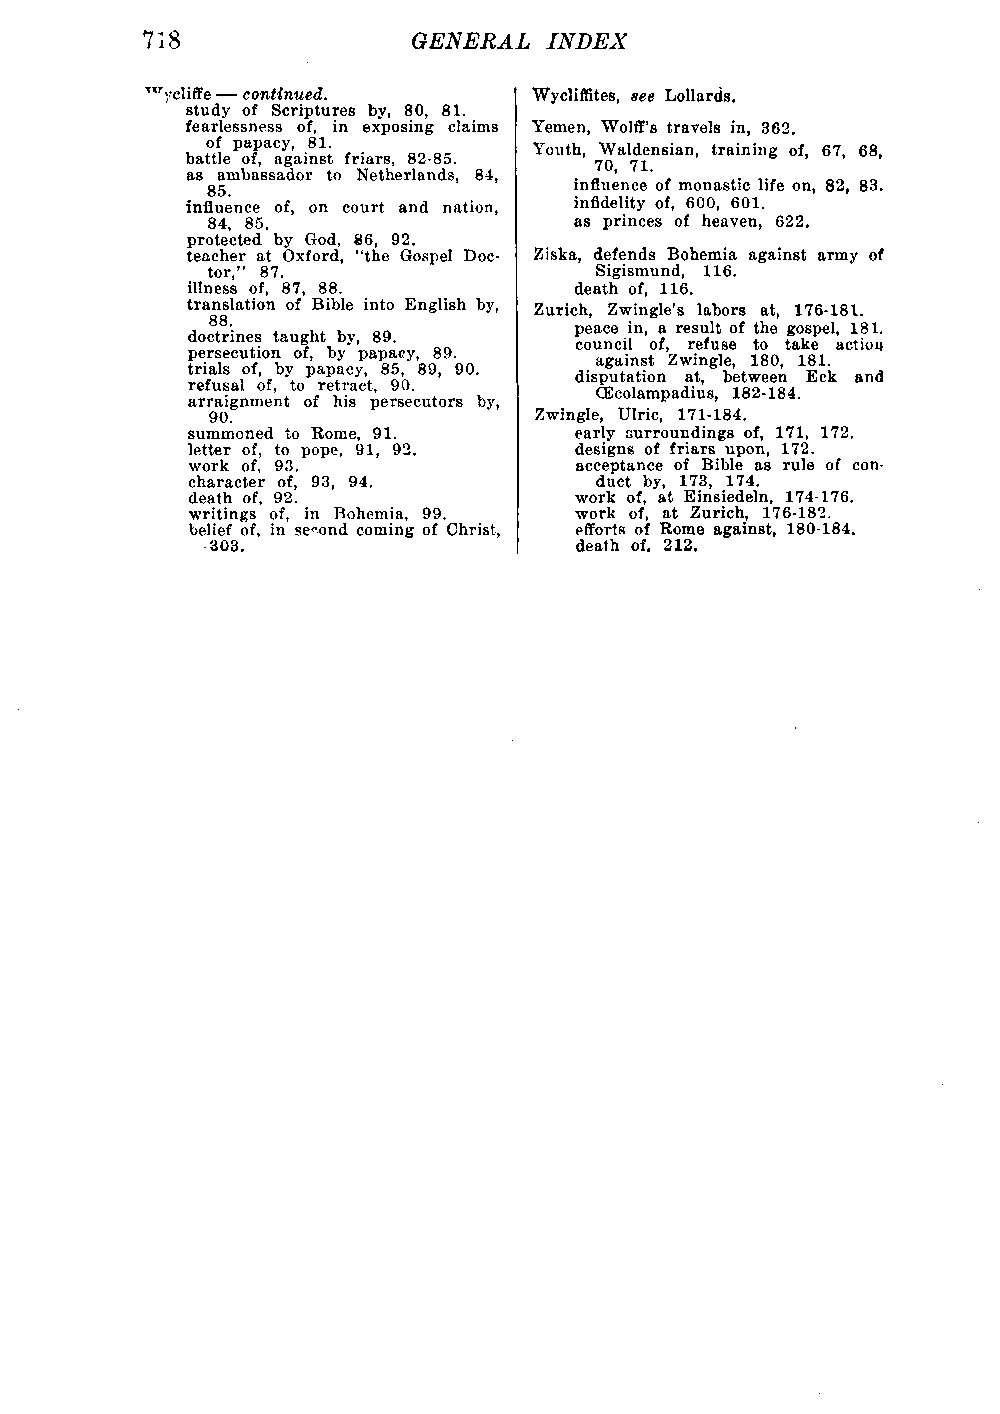 718 GENERAL INDEX
Wycliffe — continued.
study of Scriptures by, 80, 81.
fearlessness of, in exposing claims
of papacy, 81.
battle of, against friars, 82-85.
as ambassador to Netherlands, 84,
85.
influence of, on court and nation,
84, 85.
protected by God, 86, 92.
teacher at Oxford, "the Gospel Doc-
tor," 87.
illness of, 87, 88.
translation of Bible into English by,
88.
doctrines taught by, 89.
persecution of, by papacy, 89.
trials of, by papacy, 85, 89, 90.
refusal of, to retract, 90.
arraignment of his persecutors by,
90.
summoned to Rome, 91.
letter of, to pope, 91, 92.
work of, 93.
character of, 93, 94.
death of, 92.
writings of, in Bohemia, 99.
belief of, in second coming of Christ,
303.
Wycliffites, see Lollards.
Yemen, Wolff's travels in, 362.
Youth, Waldensian, training of, 67, 68,
70, 71.
influence of monastic life on, 82, 83.
infidelity of, 600, 601.
as princes of heaven, 622.
Ziska, defends Bohemia against army of
Sigismund, 116.
death of, 116.
Zurich, Zwingle's labors at, 176-181.
peace in, a result of the gospel, 181.
council of, refuse to take action
against Zwingle, 180, 181.
disputation at, between Eck and
Œcolampadius, 182-184.
Zwingle, Ulric, 171-184.
early surroundings of, 171, 172.
designs of friars upon, 172.
acceptance of Bible as rule of con-
duct by, 173, 174.
work of, at Einsiedeln, 174-176.
work of, at Zurich, 176-182.
efforts of Rome against, 180-184.
death of, 212.